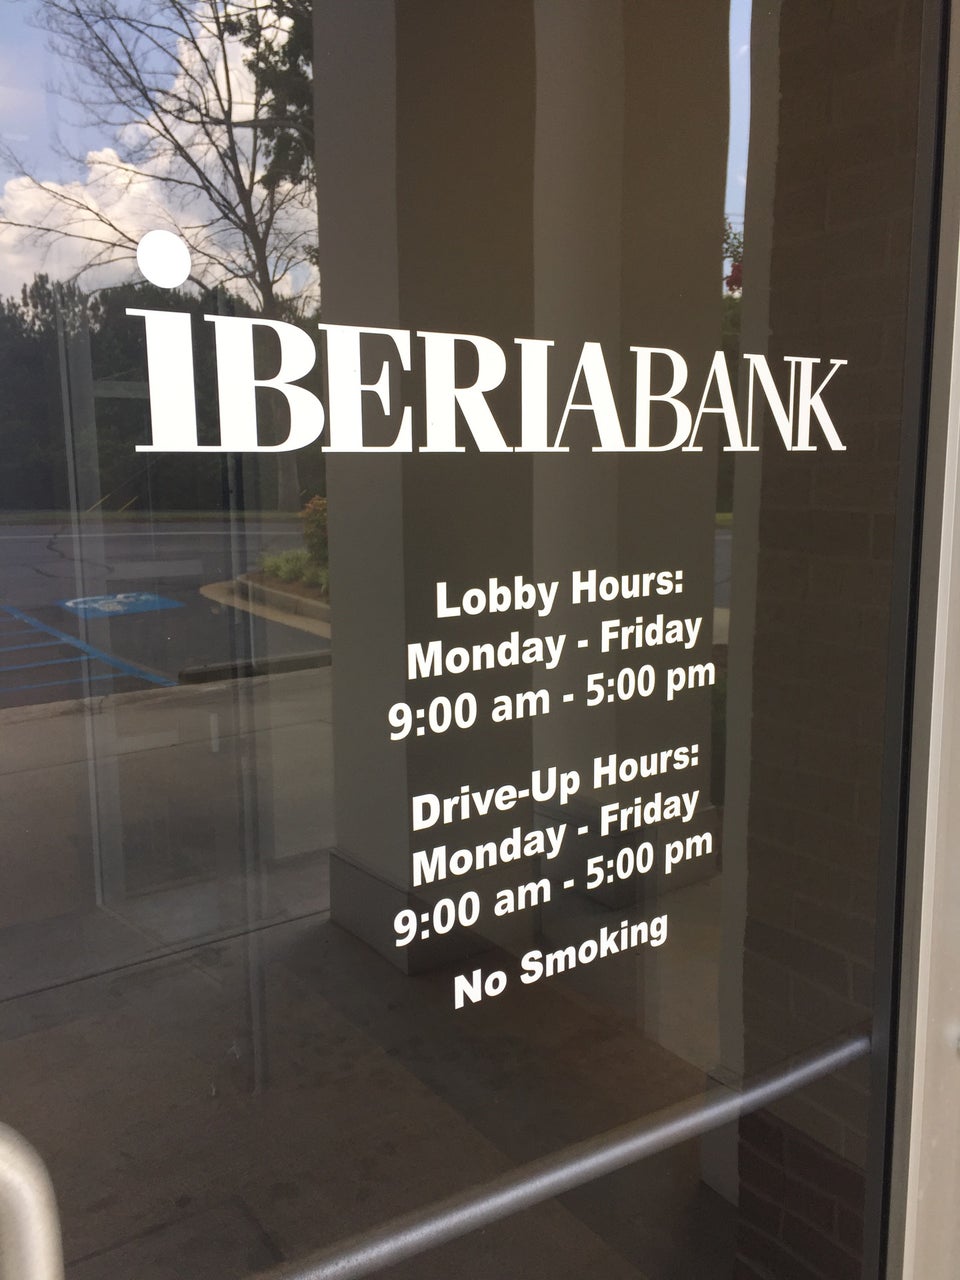 iBERIABANK
Lobby Hours:
Monday - Friday
9:00 am - 5:00 pm
Drive-Up Hours:
Monday - Friday
9:00 am - 5:00 pm
No Smoking